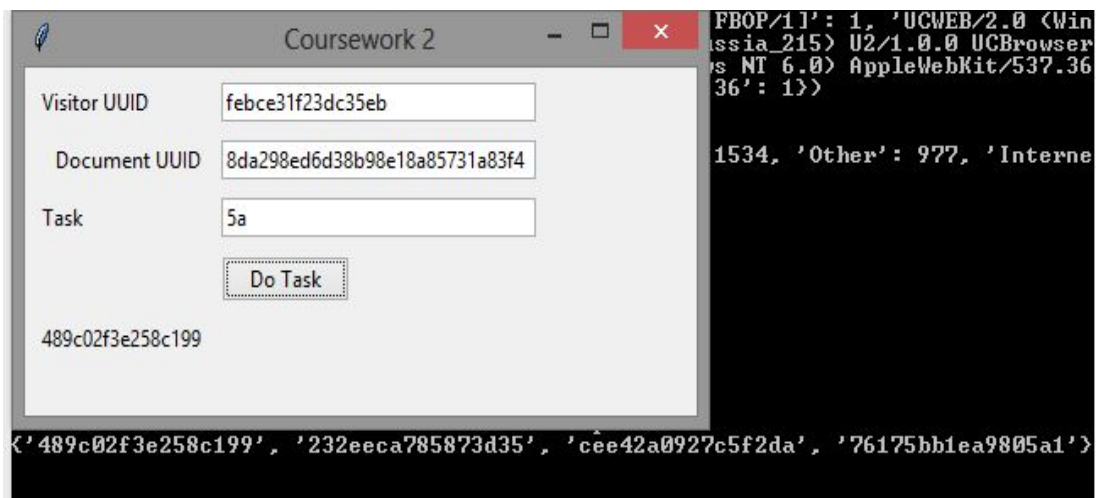 Coursework 2
Visitor UUID febce31f23dc35eb
Document UUID 8da298ed6d38b98e18a85731a83f4
Task 5a
Do Task
489c02f3e258c199
FBOP/1]': 1, 'UCWEB/2.0 (Win
ussia_215) U2/1.0.0 UCBrowser
s NT 6.0) AppleWebKit/537.36
36': 1})
1534, 'Other': 977, 'Interne
{'489c02f3e258c199', '232eeca785873d35', 'cee42a0927c5f2da', '76175bb1ea9805a1'}